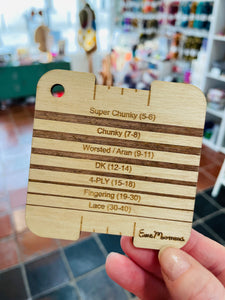 Super Chunky (5-6)
Chunky (7-8)
Worsted / Aran (9-11)
DK (12-14)
4-PLY (15-18)
Fingering (19-30)
Lace (30-40)